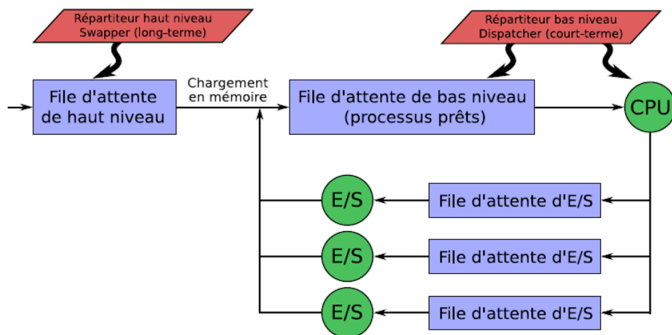 Répartiteur haut niveau
Swapper (long-terme)
Répartiteur bas niveau
Dispatcher (court-terme)
File d'attente
de haut niveau
Chargement
en mémoire
File d'attente de bas niveau
(processus prêts)
CPU
E/S
File d'attente d'E/S
E/S
File d'attente d'E/S
E/S
File d'attente d'E/S